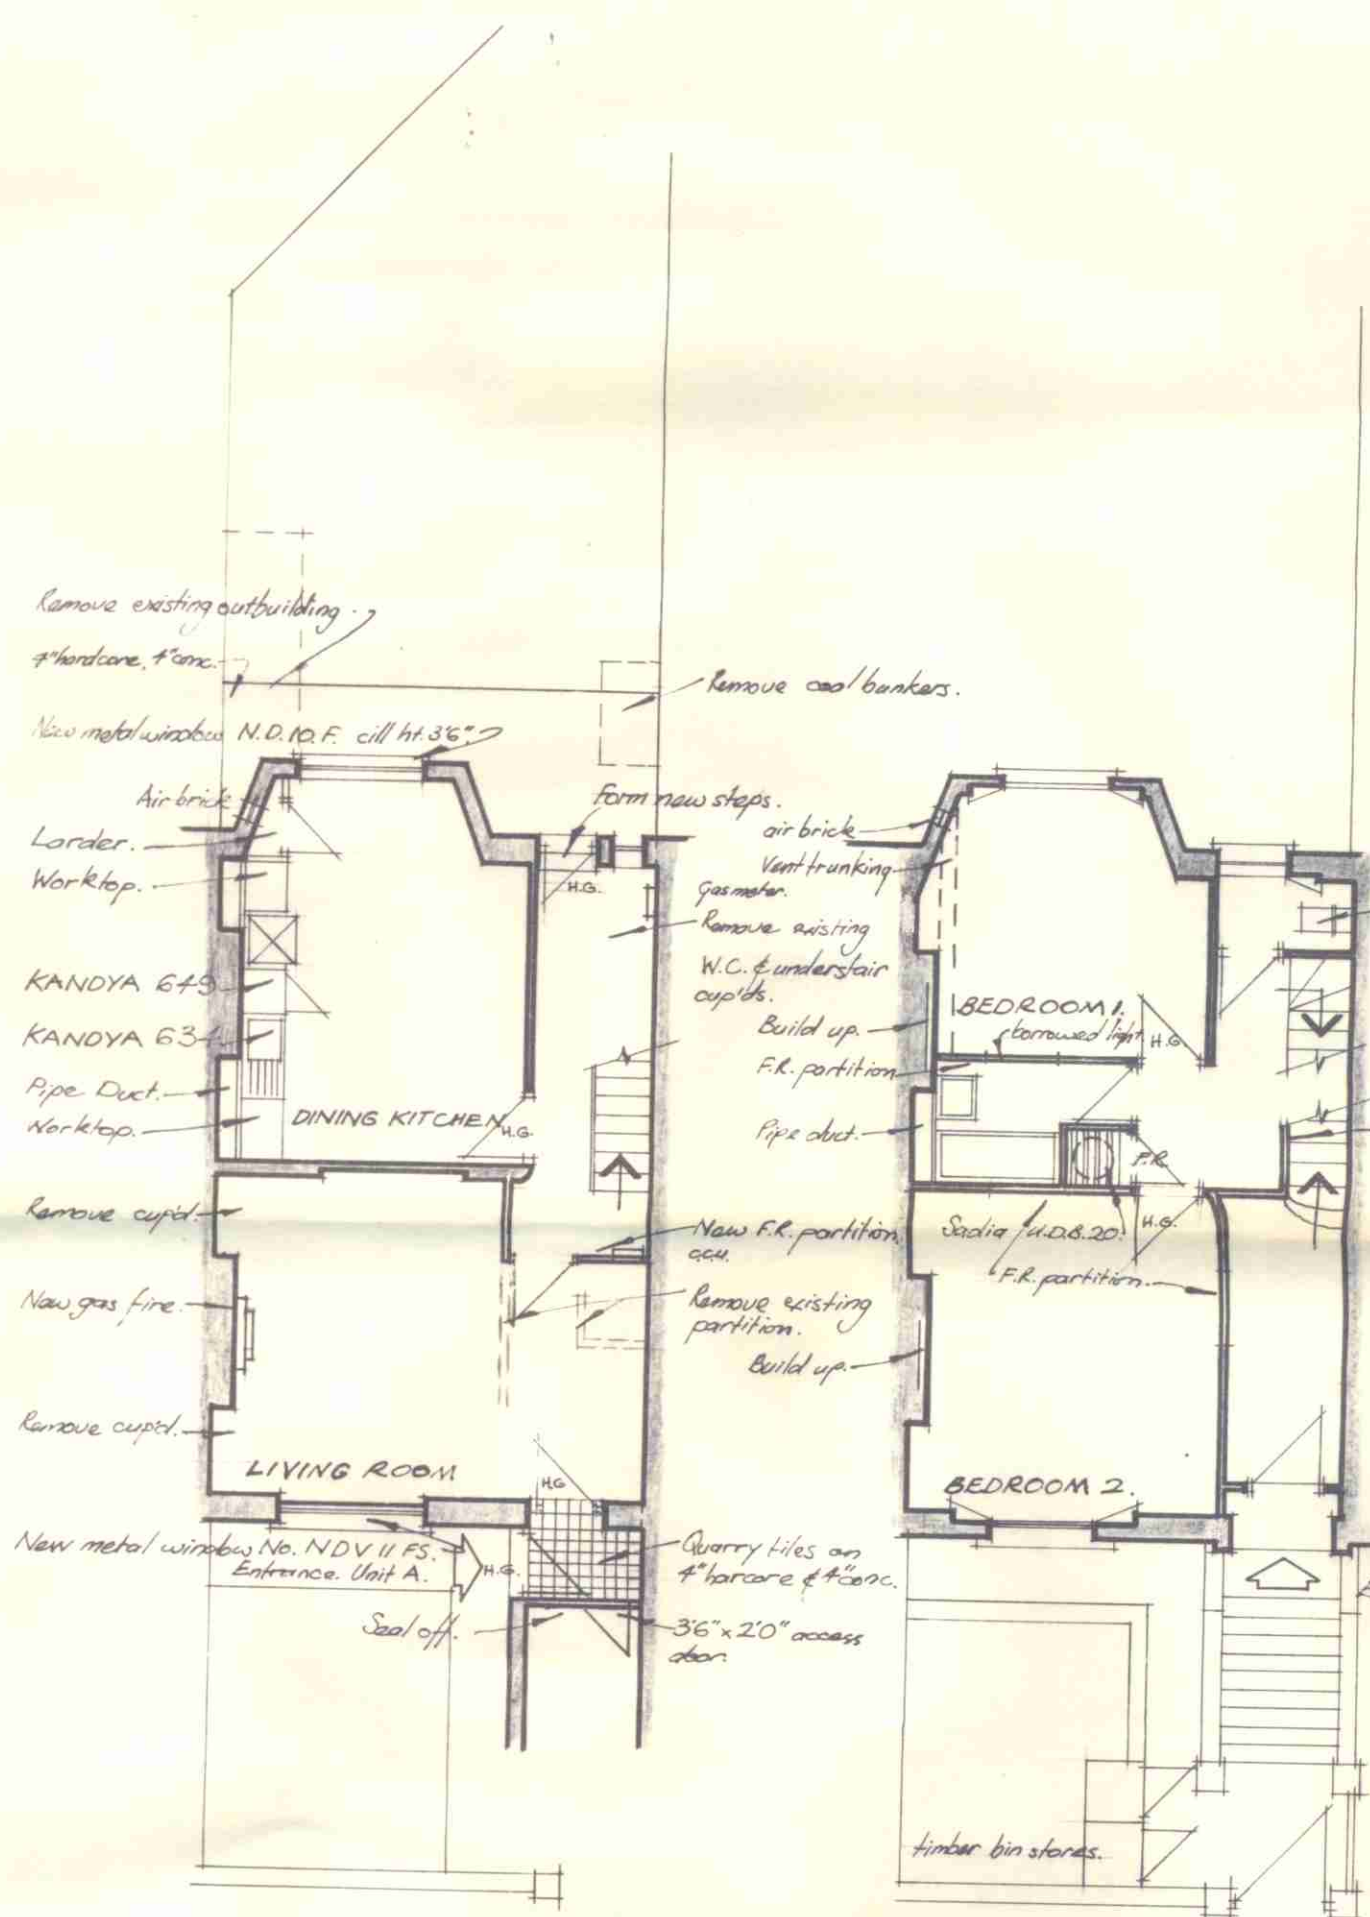 Remove existing outbuilding.
4" hardcore, 4" conc.
New metal window N.D.10.F. cill ht. 3'6"
Air brick
Larder.
Worktop.
KANDYA 649
KANDYA 634
Pipe Duct.
Worktop.
DINING KITCHEN
H.G.
H.G.
Remove coal bunkers.
Form new steps.
Gas meter.
Remove existing
W.C. & understair
cup'ds.
Remove cup'd.
New gas fire.
Remove cup'd.
LIVING ROOM
HG
New F.R. partition
Remove existing
partition.
New metal window No. NDV 11 FS.
Entrance. Unit A.
H.G.
Seal off.
Quarry tiles on
4" harcore & 4" conc.
3'6" x 2'0" access
door.
air brick
Vent trunking
BEDROOM 1.
borrowed light
H.G
Build up.
F.R. partition
Pipe duct.
F.R.
Sadia U.D.B.20.
H.G.
F.R. partition.
Build up.
BEDROOM 2.
timber bin stores.